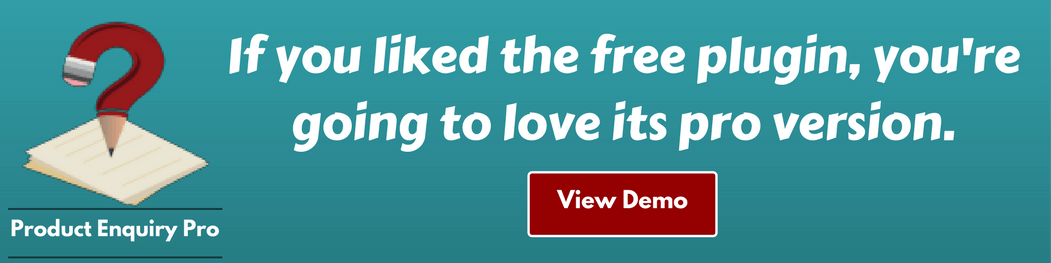 If you liked the free plugin, you're
going to love its pro version.
View Demo
Product Enquiry Pro